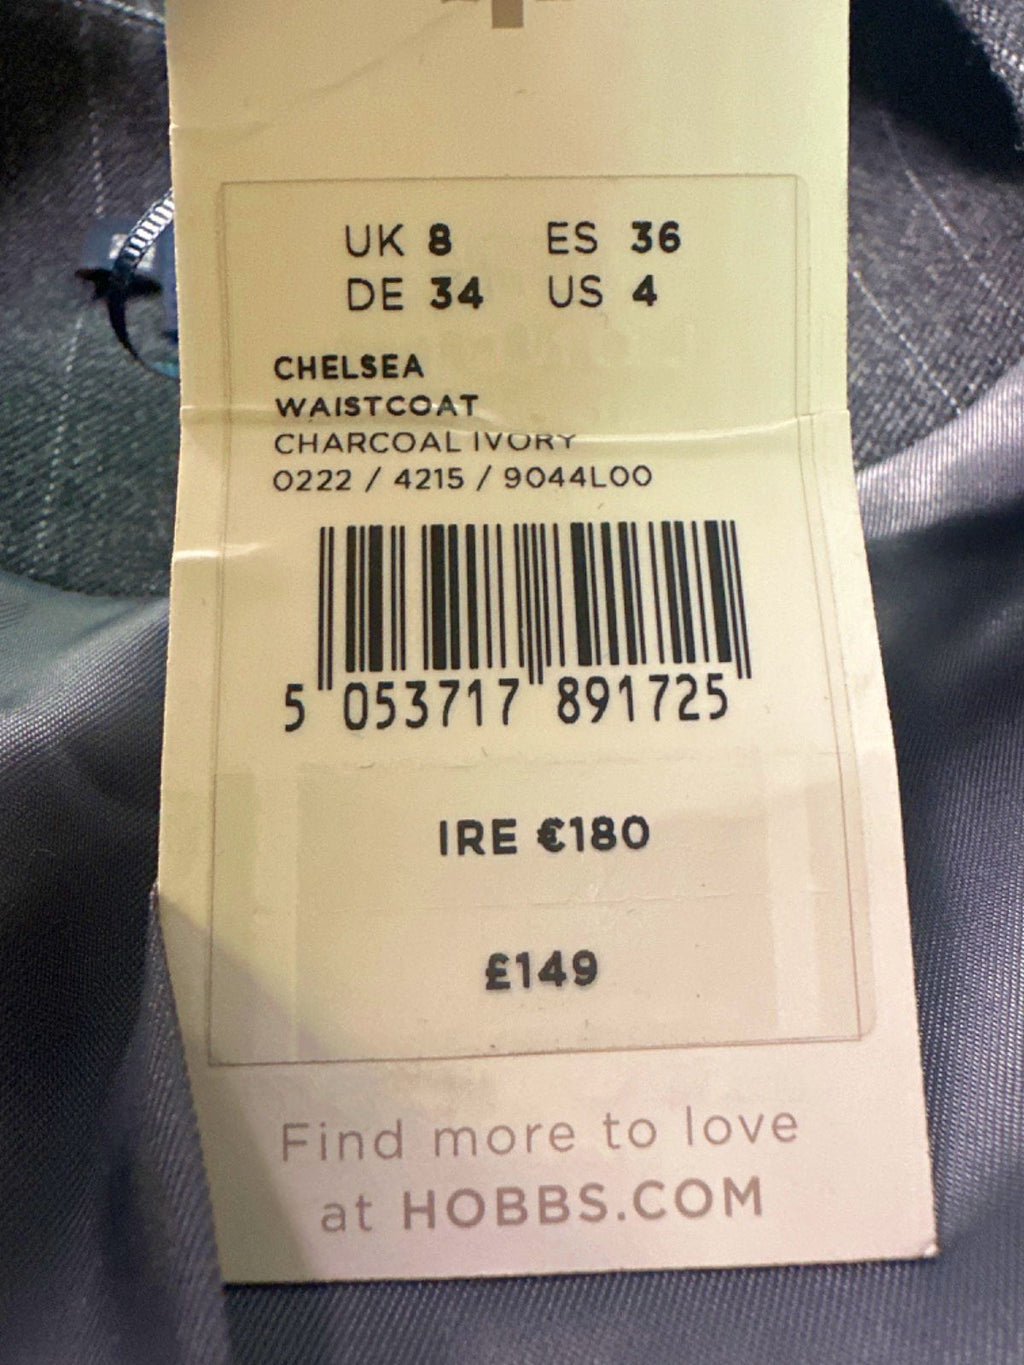 UK 8 ES 36
DE 34 US 4
CHELSEA
WAISTCOAT
CHARCOAL IVORY
0222 / 4215 / 9044L00
5 053717 891725
IRE €180
£149
Find more to love
at HOBBS.COM